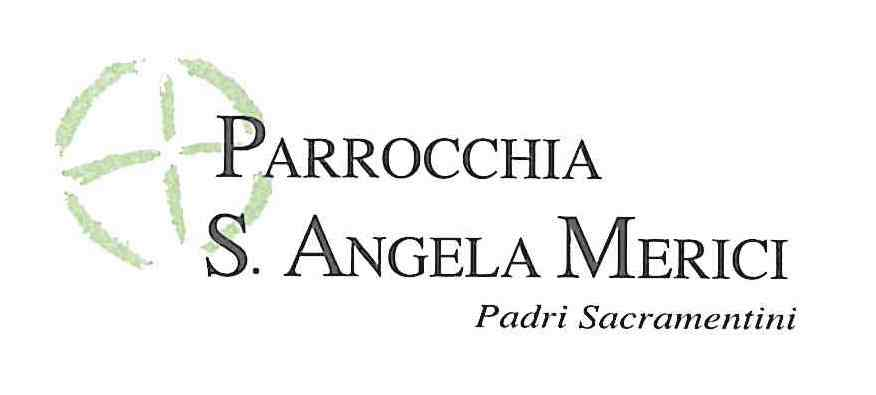 PARROCCHIA
S. ANGELA MERICI
Padri Sacramentini